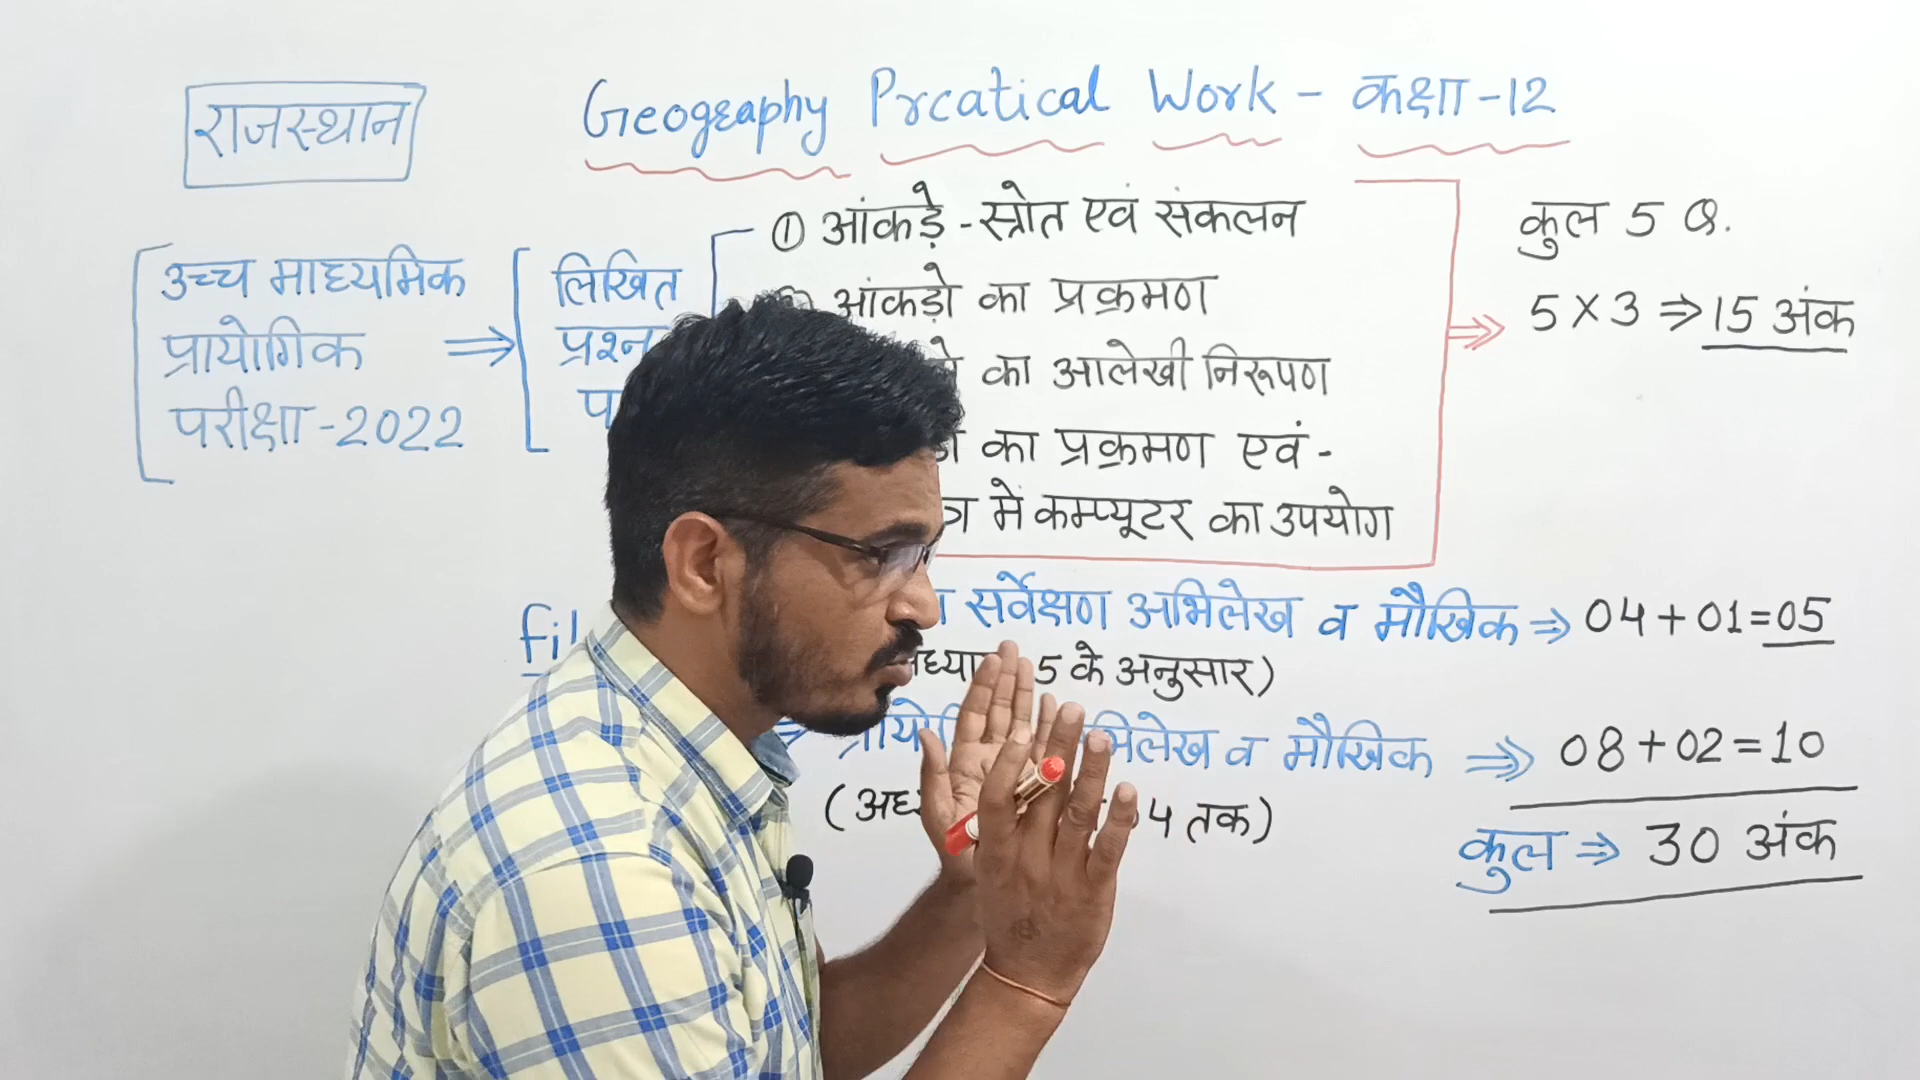 राजस्थान
Geography Prcatical Work - कक्षा-12
① आंकड़े - स्रोत एवं संकलन
आंकड़ो का प्रक्रमण
का आलेखी निरूपण
का प्रक्रमण एवं -
में कम्प्यूटर का उपयोग
उच्च माध्यमिक
प्रायोगिक ⇒
परीक्षा-2022
लिखित
प्रश्न
कुल 5 Q.
5 X 3 ⇒ 15 अंक
सर्वेक्षण अभिलेख व मौखिक ⇒ 04 + 01 = 05
5 के अनुसार)
अभिलेख व मौखिक ⇒ 08 + 02 = 10
4 तक)
कुल ⇒ 30 अंक